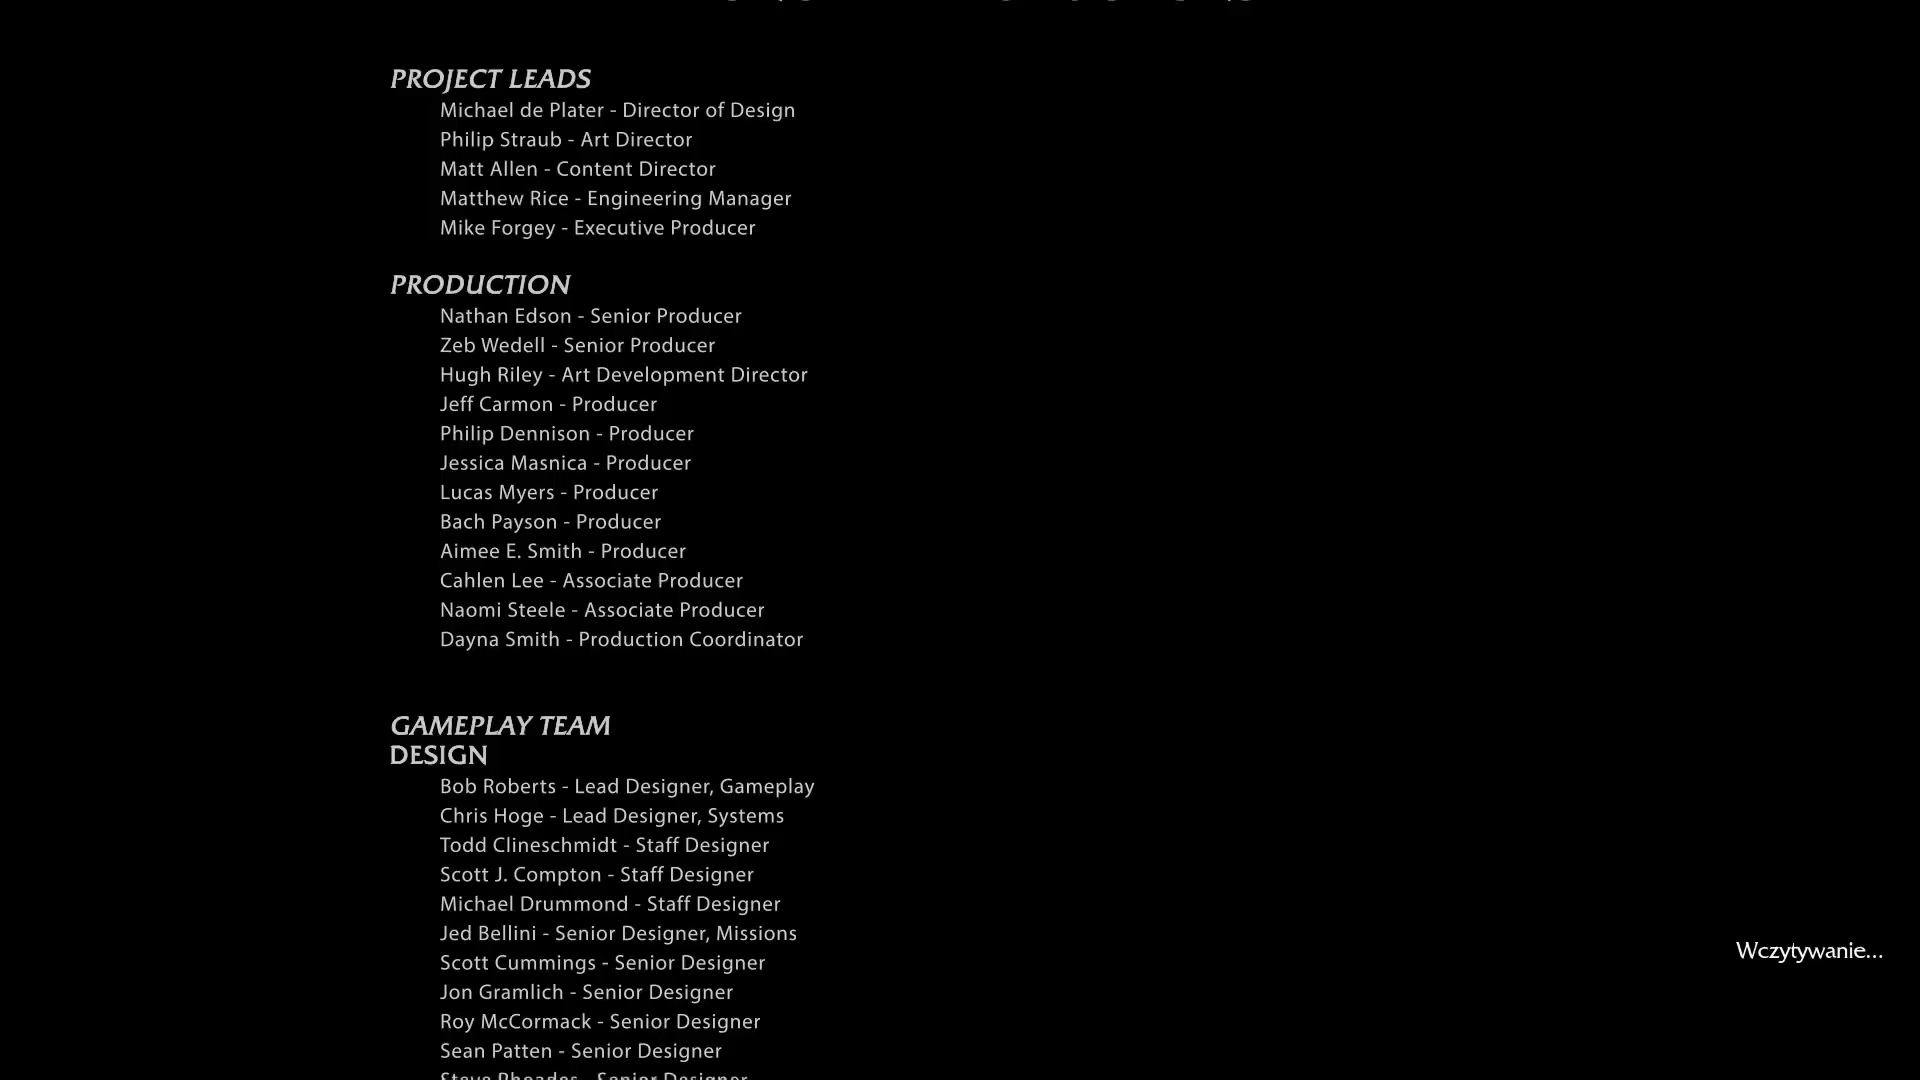 PROJECT LEADS
Michael de Plater - Director of Design
Philip Straub - Art Director
Matt Allen - Content Director
Matthew Rice - Engineering Manager
Mike Forgey - Executive Producer
PRODUCTION
Nathan Edson - Senior Producer
Zeb Wedell - Senior Producer
Hugh Riley - Art Development Director
Jeff Carmon - Producer
Philip Dennison - Producer
Jessica Masnica - Producer
Lucas Myers - Producer
Bach Payson - Producer
Aimee E. Smith - Producer
Cahlen Lee - Associate Producer
Naomi Steele - Associate Producer
Dayna Smith - Production Coordinator
GAMEPLAY TEAM
DESIGN
Bob Roberts - Lead Designer, Gameplay
Chris Hoge - Lead Designer, Systems
Todd Clineschmidt - Staff Designer
Scott J. Compton - Staff Designer
Michael Drummond - Staff Designer
Jed Bellini - Senior Designer, Missions
Scott Cummings - Senior Designer
Jon Gramlich - Senior Designer
Roy McCormack - Senior Designer
Sean Patten - Senior Designer
Senior Designer
Wczytywanie...